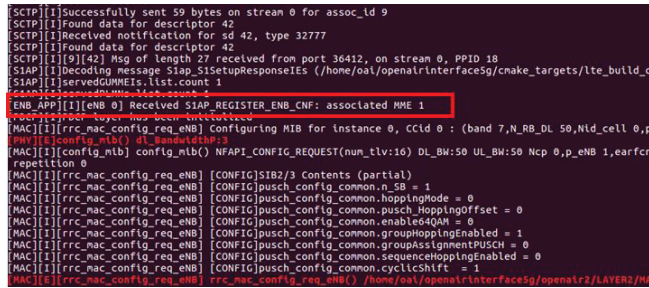 [SCTP][I]Successfully sent 59 bytes on stream 0 for assoc_id 9
[SCTP][I]Found data for descriptor 42
[SCTP][I]Received notification for sd 42, type 32777
[SCTP][I]Found data for descriptor 42
[SCTP][I][9][42] Msg of length 27 received from port 36412, on stream 0, PPID 18
[S1AP][I]Decoding message S1ap_S1SetupResponseIEs (/home/oai/openairinterface5g/cmake_targets/lte_build_o
[S1AP][I]servedGUMMEIs.list.count 1
[S1AP][I]servedPLMNs.list.count 1
[ENB_APP][I][eNB 0] Received S1AP_REGISTER_ENB_CNF: associated MME 1
[PDCP][I]PDCP layer has been initialized
[MAC][I][rrc_mac_config_req_eNB] Configuring MIB for instance 0, CCid 0 : (band 7,N_RB_DL 50,Nid_cell 0,p
[PHY][E]config_mib() dl_BandwidthP:3
[MAC][I][config_mib] config_mib() NFAPI_CONFIG_REQUEST(num_tlv:16) DL_BW:50 UL_BW:50 Ncp 0,p_eNB 1,earfcn
repetition 0
[MAC][I][rrc_mac_config_req_eNB] [CONFIG]SIB2/3 Contents (partial)
[MAC][I][rrc_mac_config_req_eNB] [CONFIG]pusch_config_common.n_SB = 1
[MAC][I][rrc_mac_config_req_eNB] [CONFIG]pusch_config_common.hoppingMode = 0
[MAC][I][rrc_mac_config_req_eNB] [CONFIG]pusch_config_common.pusch_HoppingOffset = 0
[MAC][I][rrc_mac_config_req_eNB] [CONFIG]pusch_config_common.enable64QAM = 0
[MAC][I][rrc_mac_config_req_eNB] [CONFIG]pusch_config_common.groupHoppingEnabled = 1
[MAC][I][rrc_mac_config_req_eNB] [CONFIG]pusch_config_common.groupAssignmentPUSCH = 0
[MAC][I][rrc_mac_config_req_eNB] [CONFIG]pusch_config_common.sequenceHoppingEnabled = 0
[MAC][I][rrc_mac_config_req_eNB] [CONFIG]pusch_config_common.cyclicShift  = 1
[MAC][E][rrc_mac_config_req_eNB] rrc_mac_config_req_eNB() /home/oai/openairinterface5g/openair2/LAYER2/MA